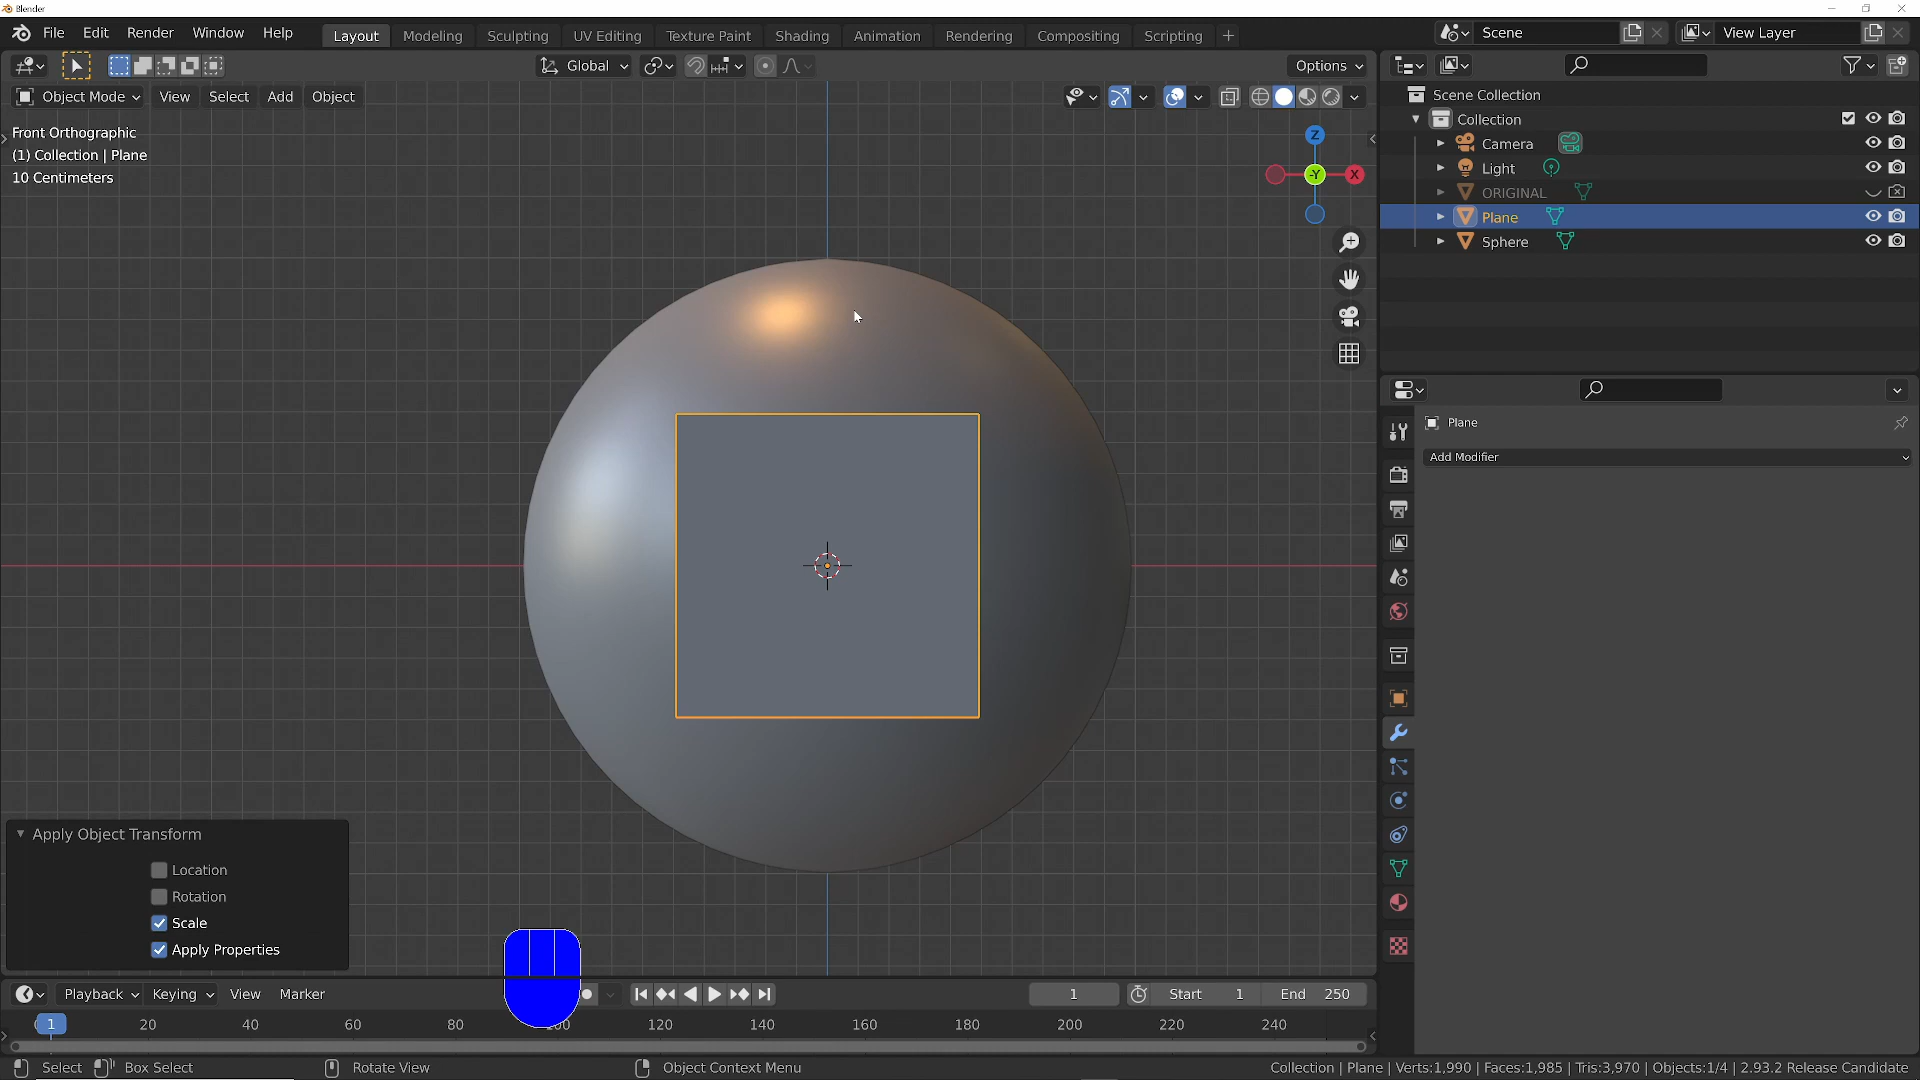 Blender
File Edit Render Window Help Layout Modeling Sculpting UV Editing Texture Paint Shading Animation Rendering Compositing Scripting + Scene View Layer
Global Options
Object Mode View Select Add Object
Front Orthographic
(1) Collection | Plane
10 Centimeters
Z
-Y X
Scene Collection
Collection
Camera
Light
ORIGINAL
Plane
Sphere
Plane
Add Modifier
Apply Object Transform
Location
Rotation
Scale
Apply Properties
Playback Keying View Marker 1 Start 1 End 250
1 20 40 60 80 120 140 160 180 200 220 240
Select Box Select Rotate View Object Context Menu Collection | Plane | Verts:1,990 | Faces:1,985 | Tris:3,970 | Objects:1/4 | 2.93.2 Release Candidate